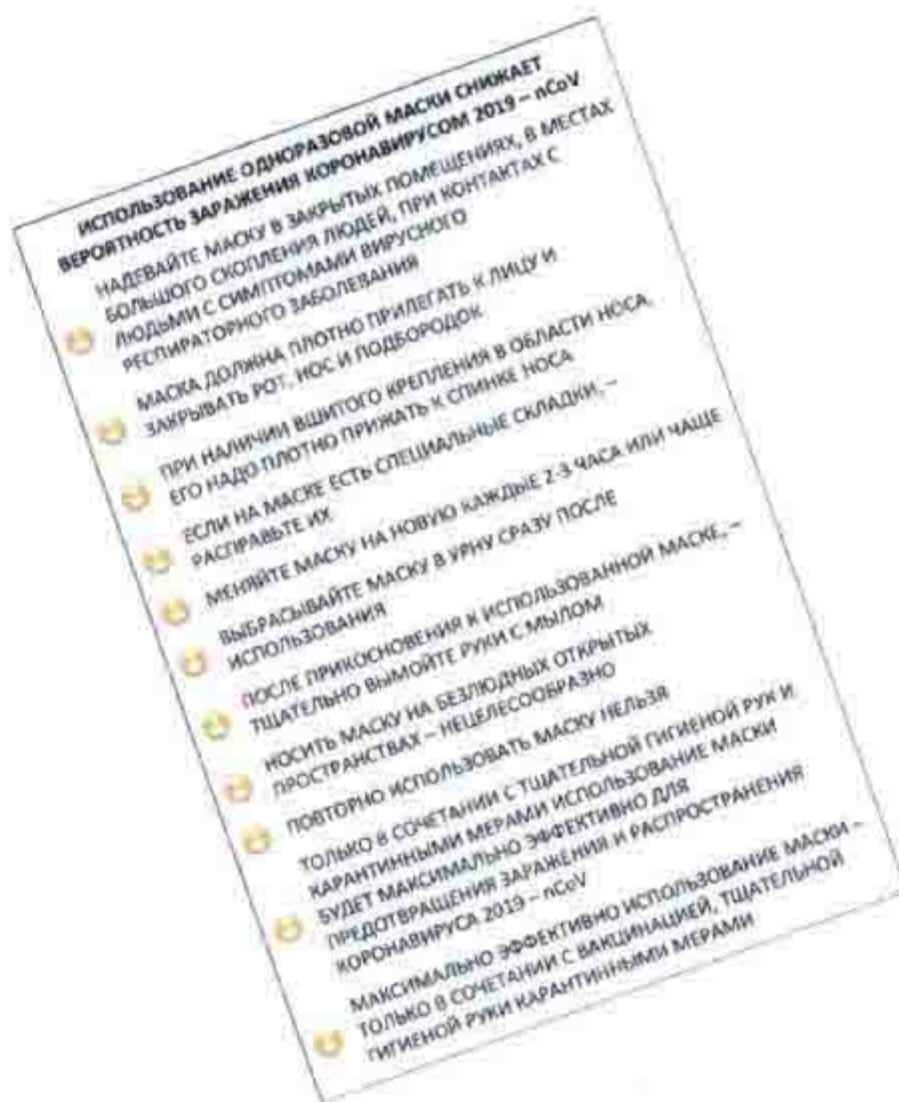 ИСПОЛЬЗОВАНИЕ ОДНОРАЗОВОЙ МАСКИ СНИЖАЕТ
ВЕРОЯТНОСТЬ ЗАРАЖЕНИЯ КОРОНАВИРУСОМ 2019 – nCoV
НАДЕВАЙТЕ МАСКУ В ЗАКРЫТЫХ ПОМЕЩЕНИЯХ, В МЕСТАХ
БОЛЬШОГО СКОПЛЕНИЯ ЛЮДЕЙ, ПРИ КОНТАКТАХ С
ЛЮДЬМИ С СИМПТОМАМИ ВИРУСНОГО
РЕСПИРАТОРНОГО ЗАБОЛЕВАНИЯ
МАСКА ДОЛЖНА ПЛОТНО ПРИЛЕГАТЬ К ЛИЦУ И
ЗАКРЫВАТЬ РОТ, НОС И ПОДБОРОДОК
ПРИ НАЛИЧИИ ВШИТОГО КРЕПЛЕНИЯ В ОБЛАСТИ НОСА,
ЕГО НАДО ПЛОТНО ПРИЖАТЬ К СПИНКЕ НОСА
ЕСЛИ НА МАСКЕ ЕСТЬ СПЕЦИАЛЬНЫЕ СКЛАДКИ, –
РАСПРАВЬТЕ ИХ
МЕНЯЙТЕ МАСКУ НА НОВУЮ КАЖДЫЕ 2-3 ЧАСА ИЛИ ЧАЩЕ
ВЫБРАСЫВАЙТЕ МАСКУ В УРНУ СРАЗУ ПОСЛЕ
ИСПОЛЬЗОВАНИЯ
ПОСЛЕ ПРИКОСНОВЕНИЯ К ИСПОЛЬЗОВАННОЙ МАСКЕ, –
ТЩАТЕЛЬНО ВЫМОЙТЕ РУКИ С МЫЛОМ
НОСИТЬ МАСКУ НА БЕЗЛЮДНЫХ ОТКРЫТЫХ
ПРОСТРАНСТВАХ – НЕЦЕЛЕСООБРАЗНО
ПОВТОРНО ИСПОЛЬЗОВАТЬ МАСКУ НЕЛЬЗЯ
ТОЛЬКО В СОЧЕТАНИИ С ТЩАТЕЛЬНОЙ ГИГИЕНОЙ РУК И
КАРАНТИННЫМИ МЕРАМИ ИСПОЛЬЗОВАНИЕ МАСКИ
БУДЕТ МАКСИМАЛЬНО ЭФФЕКТИВНО ДЛЯ
ПРЕДОТВРАЩЕНИЯ ЗАРАЖЕНИЯ И РАСПРОСТРАНЕНИЯ
КОРОНАВИРУСА 2019 – nCoV
МАКСИМАЛЬНО ЭФФЕКТИВНО ИСПОЛЬЗОВАНИЕ МАСКИ –
ТОЛЬКО В СОЧЕТАНИИ С ВАКЦИНАЦИЕЙ, ТЩАТЕЛЬНОЙ
ГИГИЕНОЙ РУКИ КАРАНТИННЫМИ МЕРАМИ